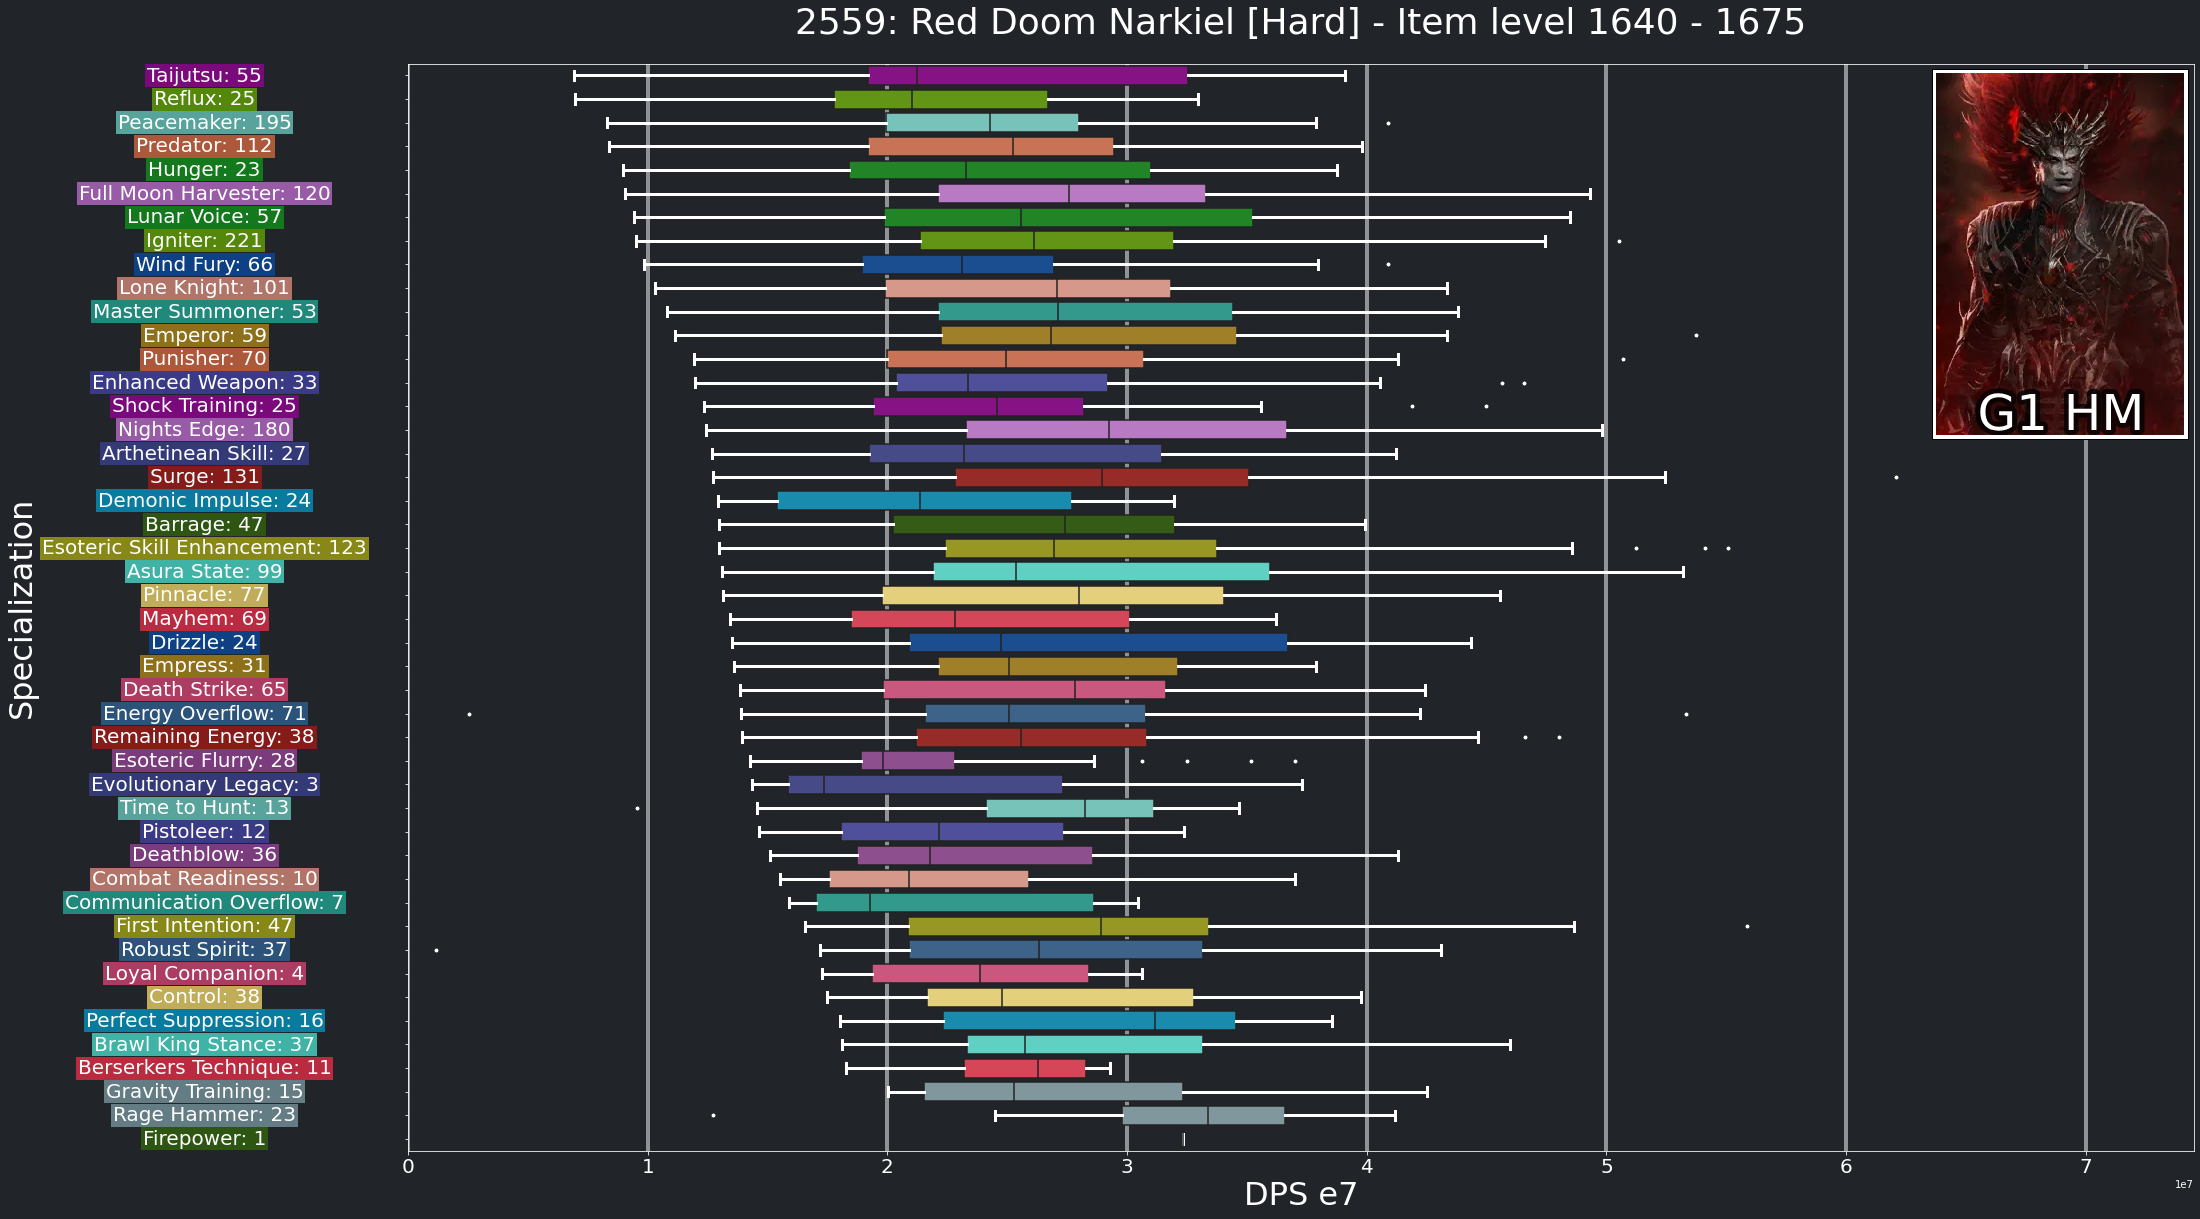 2559: Red Doom Narkiel [Hard] - Item level 1640 - 1675
Taijutsu: 55
Reflux: 25
Peacemaker: 195
Predator: 112
Hunger: 23
Full Moon Harvester: 120
Lunar Voice: 57
Igniter: 221
Wind Fury: 66
Lone Knight: 101
Master Summoner: 53
Emperor: 59
Punisher: 70
Enhanced Weapon: 33
Shock Training: 25
Nights Edge: 180
Arthetinean Skill: 27
Surge: 131
Demonic Impulse: 24
Barrage: 47
Esoteric Skill Enhancement: 123
Asura State: 99
Pinnacle: 77
Mayhem: 69
Drizzle: 24
Empress: 31
Death Strike: 65
Energy Overflow: 71
Remaining Energy: 38
Esoteric Flurry: 28
Evolutionary Legacy: 3
Time to Hunt: 13
Pistoleer: 12
Deathblow: 36
Combat Readiness: 10
Communication Overflow: 7
First Intention: 47
Robust Spirit: 37
Loyal Companion: 4
Control: 38
Perfect Suppression: 16
Brawl King Stance: 37
Berserkers Technique: 11
Gravity Training: 15
Rage Hammer: 23
Firepower: 1
Specialization
G1 HM
0 1 2 3 4 5 6 7
DPS e7
1e7